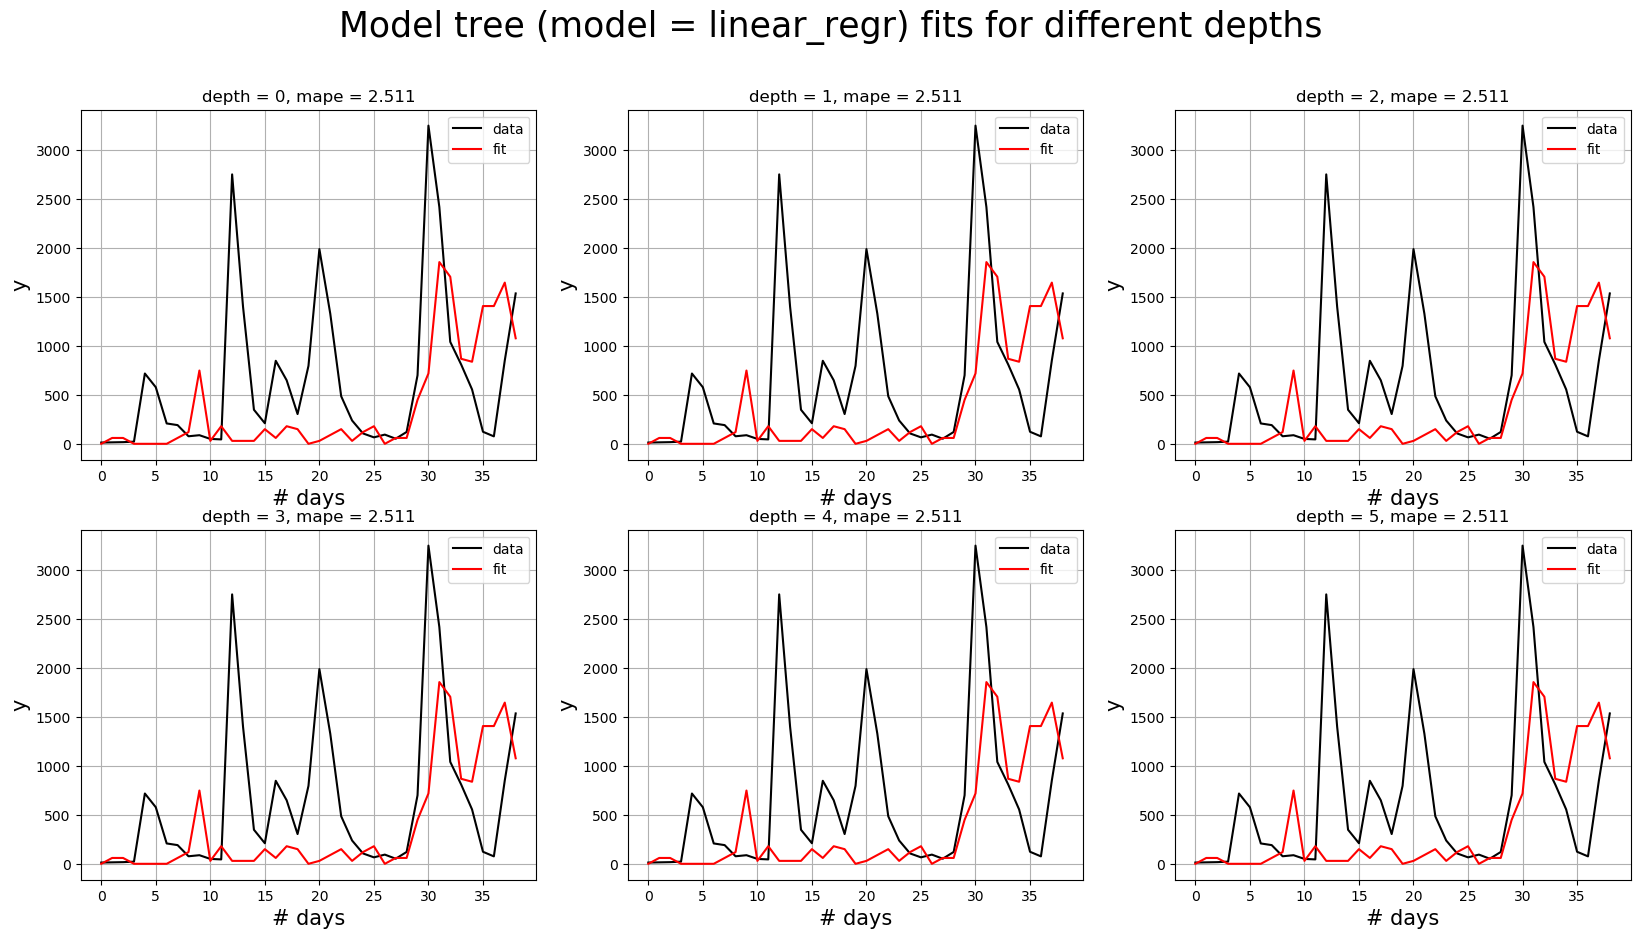 Model tree (model = linear_regr) fits for different depths
depth = 0, mape = 2.511
data
fit
3000
2500
2000
1500
1000
500
0
y
0 5 10 15 20 25 30 35
# days
depth = 1, mape = 2.511
data
fit
3000
2500
2000
1500
1000
500
0
y
0 5 10 15 20 25 30 35
# days
depth = 2, mape = 2.511
data
fit
3000
2500
2000
1500
1000
500
0
y
0 5 10 15 20 25 30 35
# days
depth = 3, mape = 2.511
data
fit
3000
2500
2000
1500
1000
500
0
y
0 5 10 15 20 25 30 35
# days
depth = 4, mape = 2.511
data
fit
3000
2500
2000
1500
1000
500
0
y
0 5 10 15 20 25 30 35
# days
depth = 5, mape = 2.511
data
fit
3000
2500
2000
1500
1000
500
0
y
0 5 10 15 20 25 30 35
# days